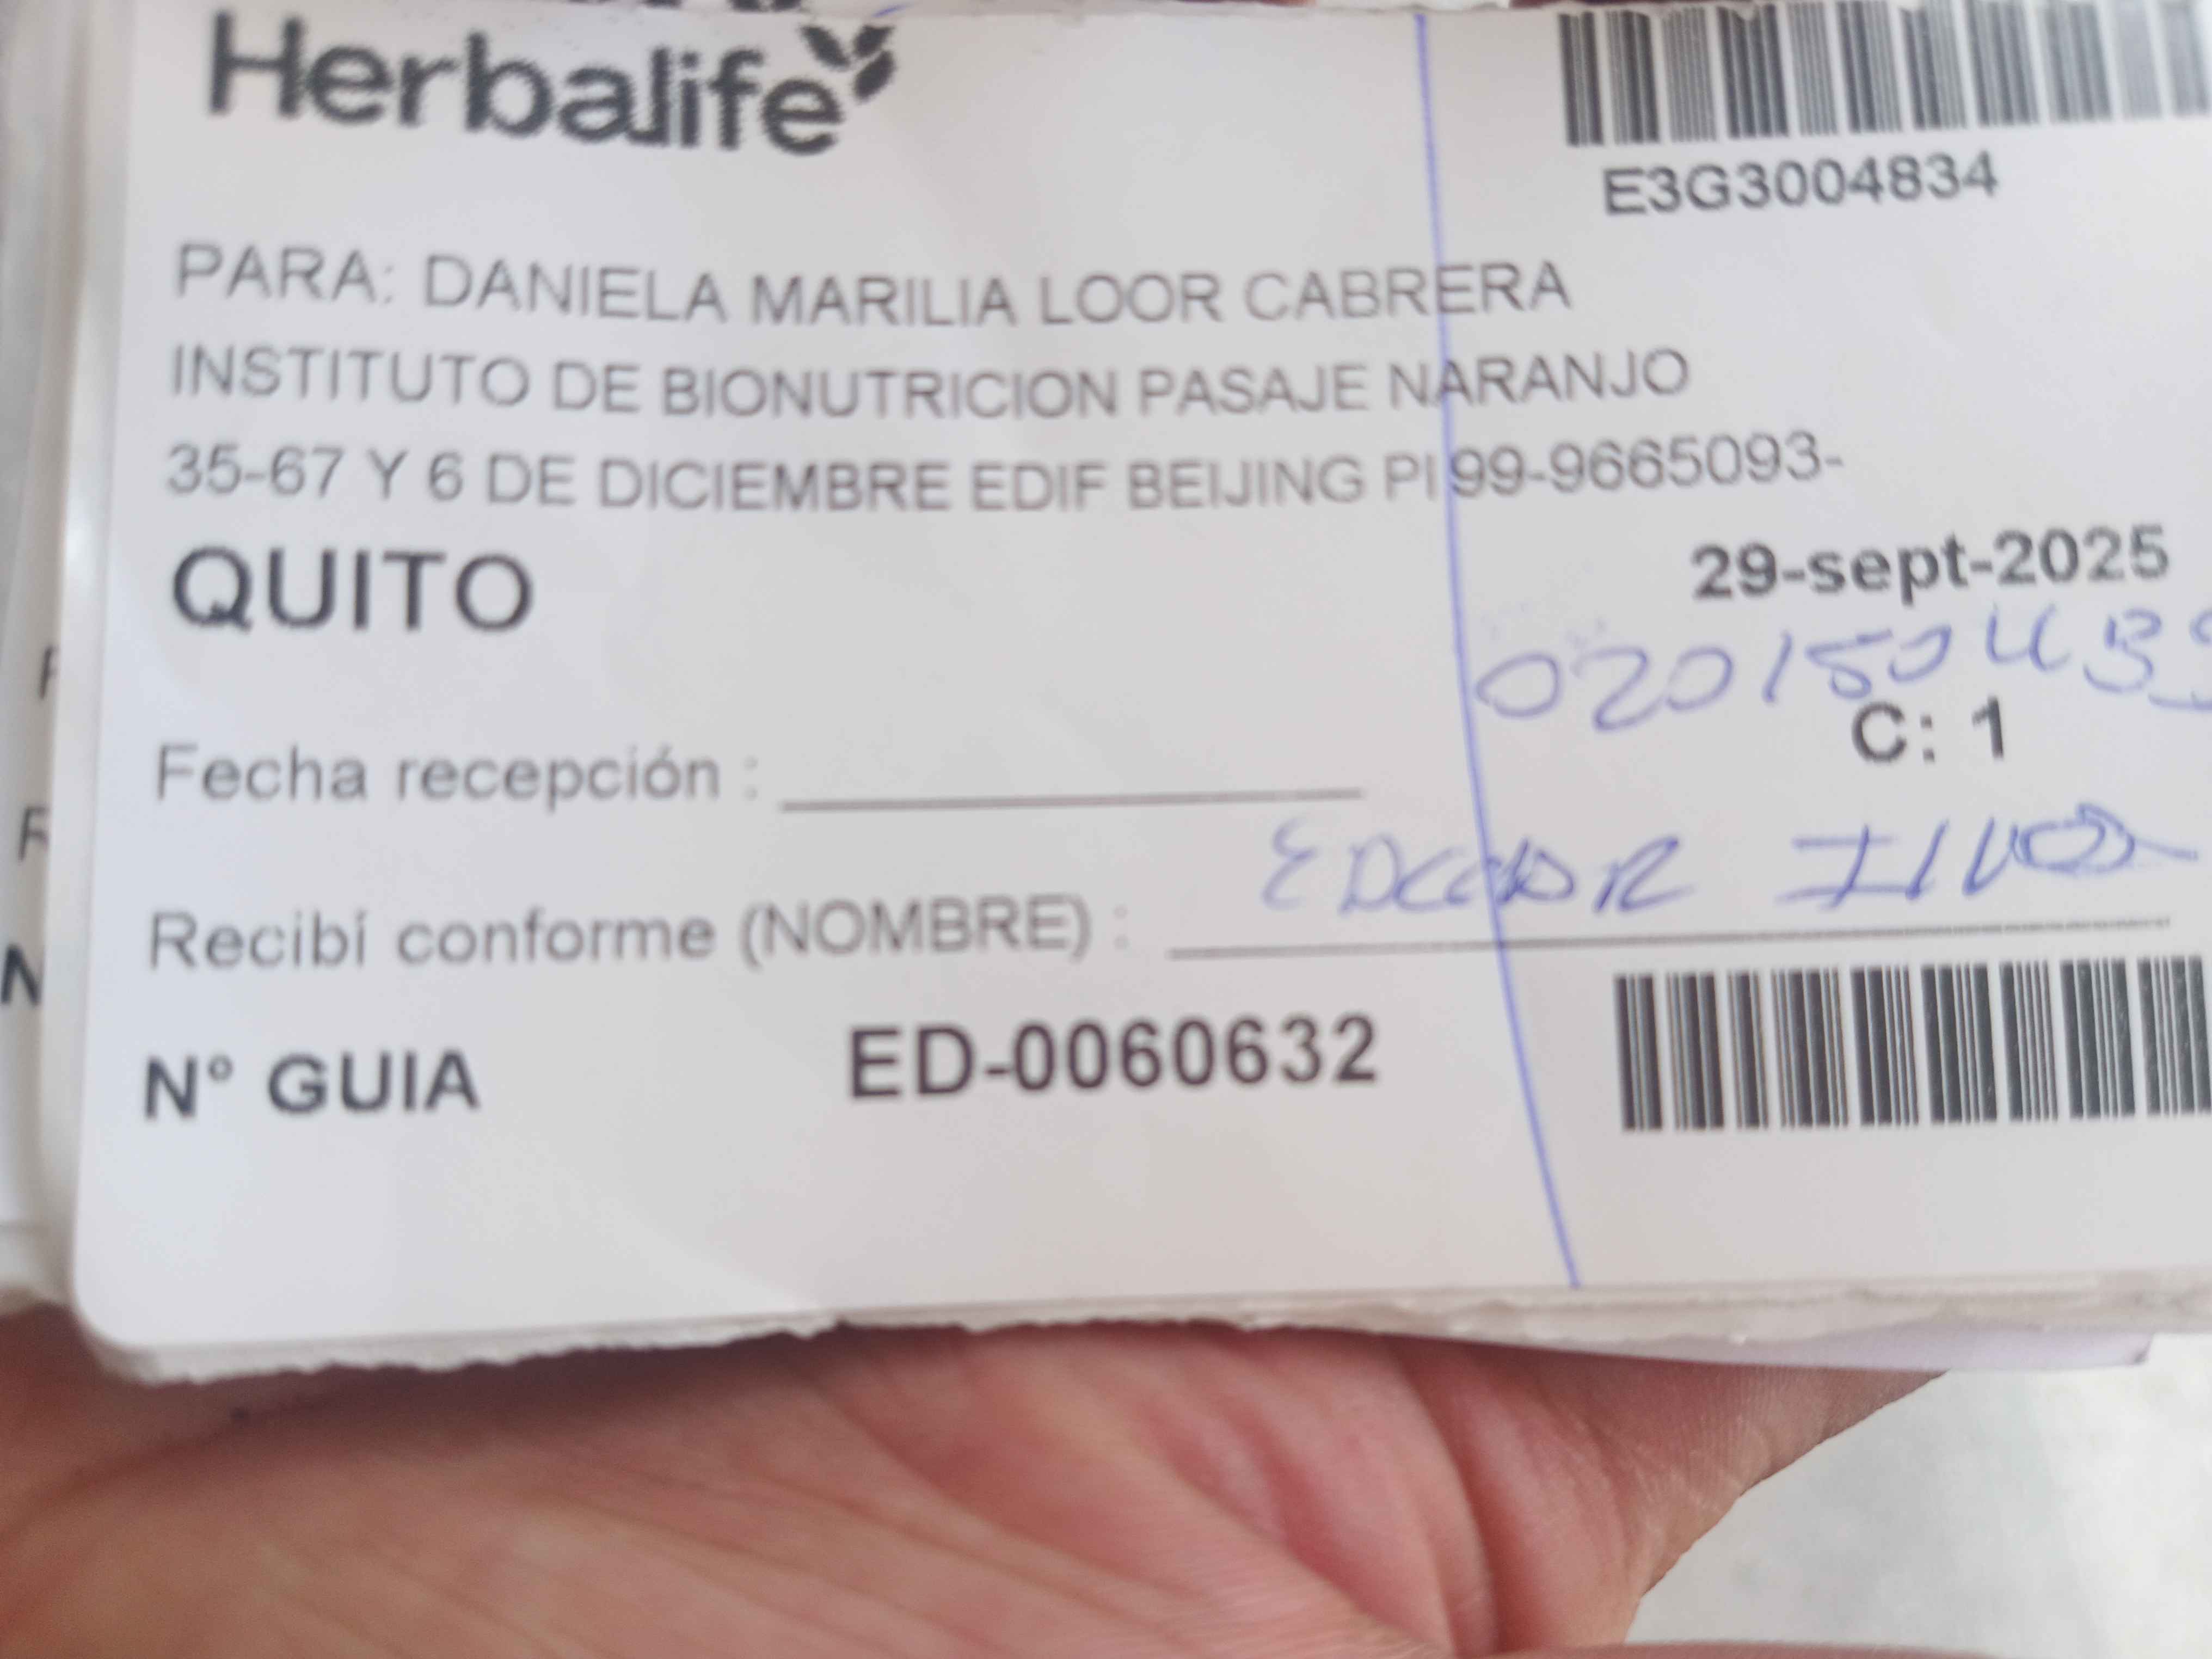 Herbalife
E3G3004834
PARA: DANIELA MARILIA LOOR CABRERA
INSTITUTO DE BIONUTRICION PASAJE NARANJO
35-67 Y 6 DE DICIEMBRE EDIF BEIJING PI 99-9665093-
QUITO
29-sept-2025
C: 1
Fecha recepción :
Recibí conforme (NOMBRE) :
N° GUIA ED-0060632